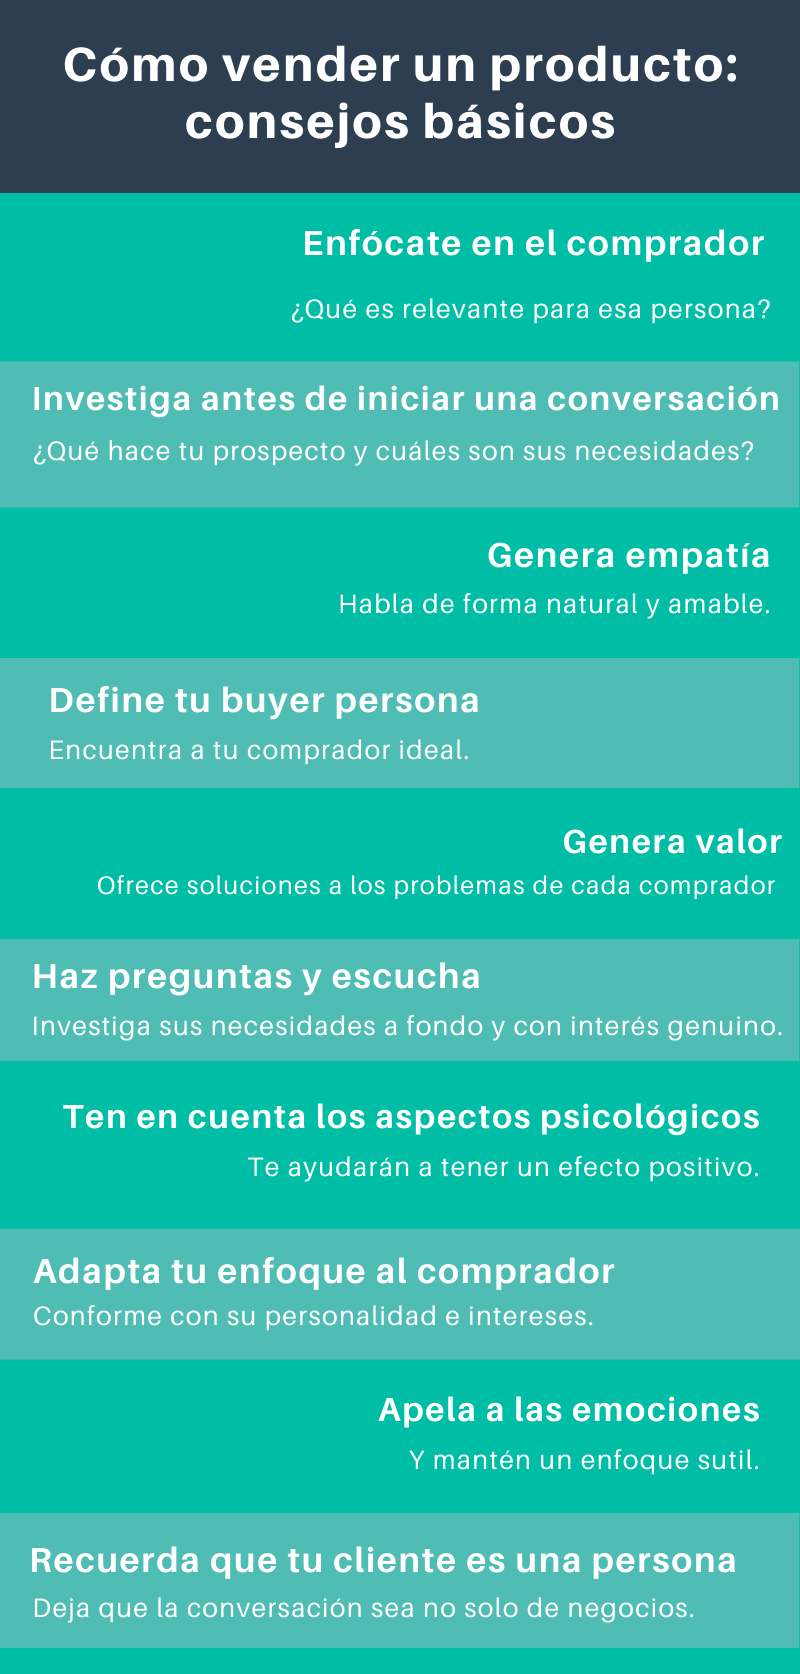 Cómo vender un producto:
consejos básicos
Enfócate en el comprador
¿Qué es relevante para esa persona?
Investiga antes de iniciar una conversación
¿Qué hace tu prospecto y cuáles son sus necesidades?
Genera empatía
Habla de forma natural y amable.
Define tu buyer persona
Encuentra a tu comprador ideal.
Genera valor
Ofrece soluciones a los problemas de cada comprador
Haz preguntas y escucha
Investiga sus necesidades a fondo y con interés genuino.
Ten en cuenta los aspectos psicológicos
Te ayudarán a tener un efecto positivo.
Adapta tu enfoque al comprador
Conforme con su personalidad e intereses.
Apela a las emociones
Y mantén un enfoque sutil.
Recuerda que tu cliente es una persona
Deja que la conversación sea no solo de negocios.